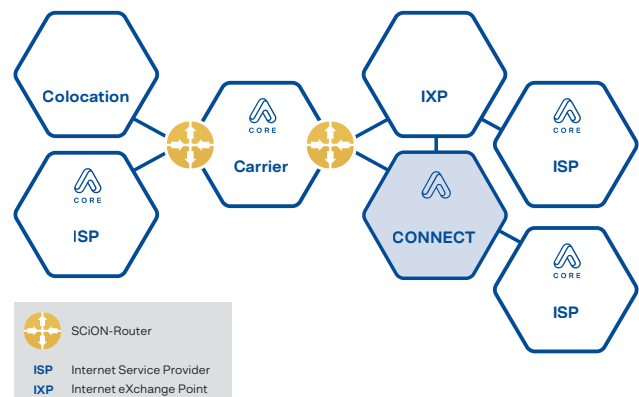 Colocation
CORE
Carrier
IXP
CORE
ISP
CORE
ISP
CONNECT
CORE
ISP
SCiON-Router
ISP Internet Service Provider
IXP Internet eXchange Point